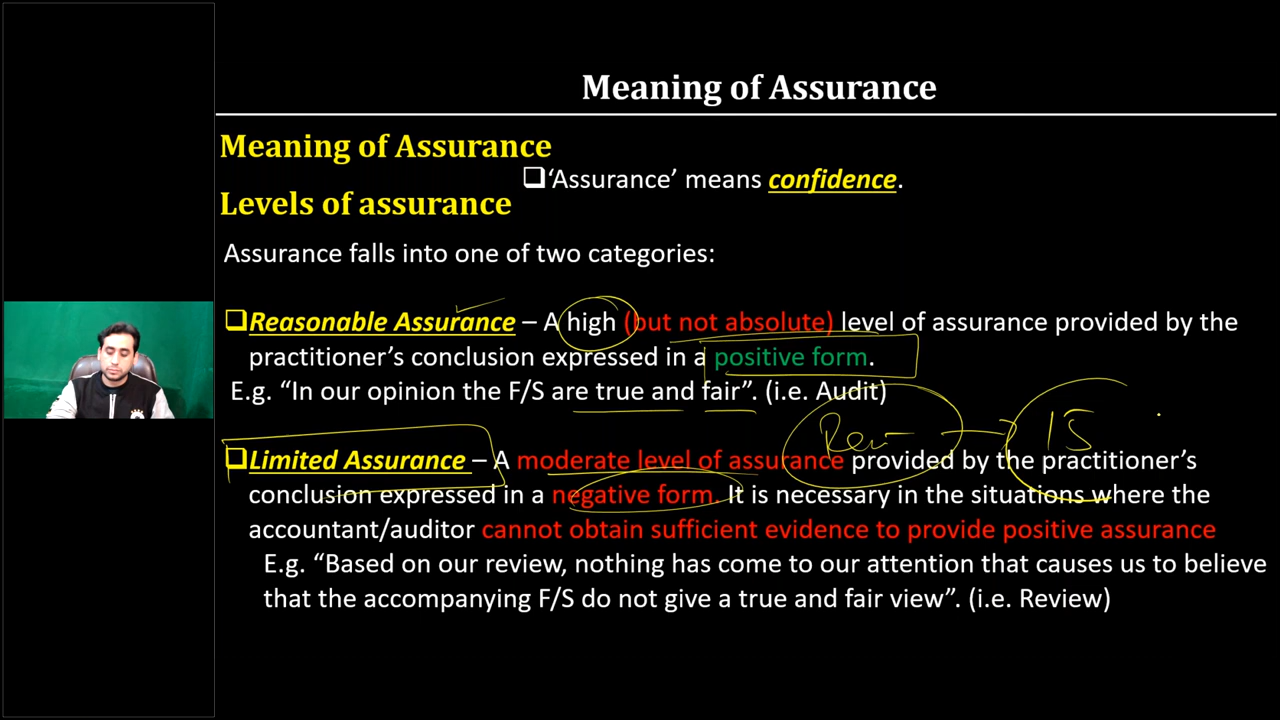 Meaning of Assurance
Meaning of Assurance
❑‘Assurance’ means confidence.
Levels of assurance
Assurance falls into one of two categories:
❑Reasonable Assurance – A high (but not absolute) level of assurance provided by the
practitioner’s conclusion expressed in a positive form.
E.g. “In our opinion the F/S are true and fair”. (i.e. Audit)
❑Limited Assurance – A moderate level of assurance provided by the practitioner’s
conclusion expressed in a negative form. It is necessary in the situations where the
accountant/auditor cannot obtain sufficient evidence to provide positive assurance
E.g. “Based on our review, nothing has come to our attention that causes us to believe
that the accompanying F/S do not give a true and fair view”. (i.e. Review)